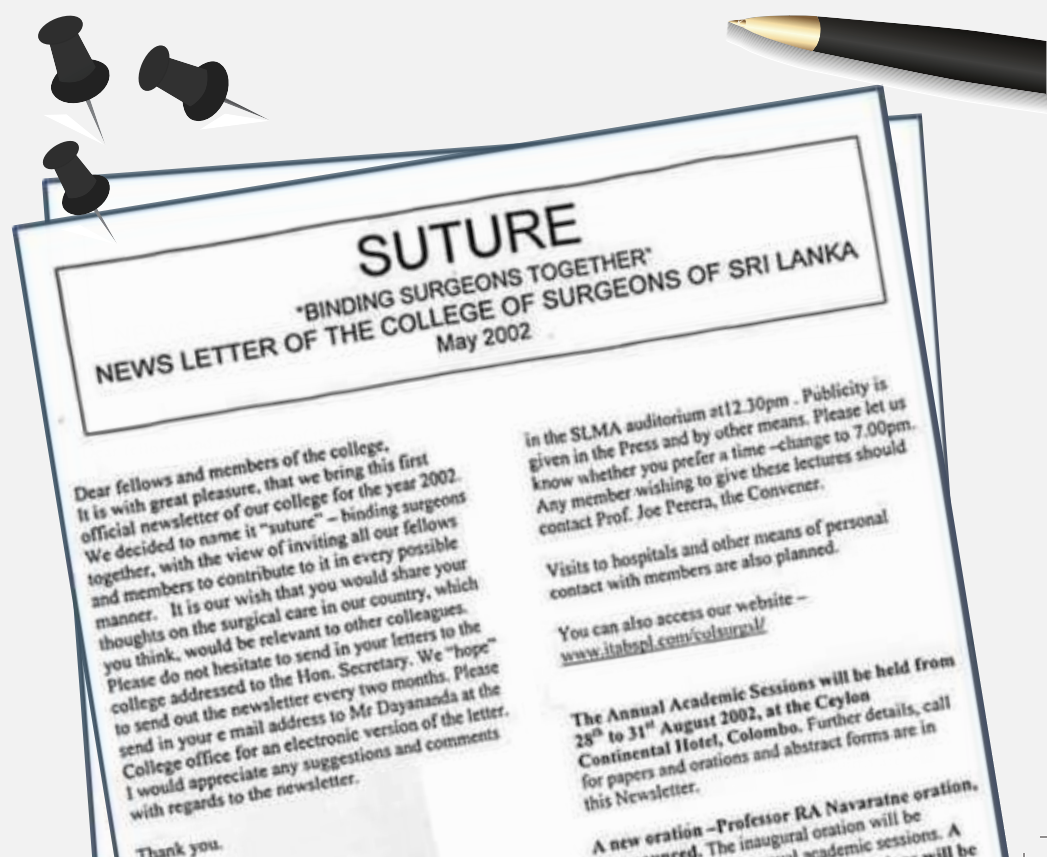 SUTURE
"BINDING SURGEONS TOGETHER"
NEWS LETTER OF THE COLLEGE OF SURGEONS OF SRI LANKA
May 2002
Dear fellows and members of the college,
It is with great pleasure, that we bring this first
official newsletter of our college for the year 2002.
We decided to name it "suture" – binding surgeons
together, with the view of inviting all our fellows
and members to contribute to it in every possible
manner. It is our wish that you would share your
thoughts on the surgical care in our country, which
you think, would be relevant to other colleagues.
Please do not hesitate to send in your letters to the
college addressed to the Hon. Secretary. We "hope"
to send out the newsletter every two months. Please
send in your e mail address to Mr Dayananda at the
College office for an electronic version of the letter.
I would appreciate any suggestions and comments
with regards to the newsletter.
Thank you.
in the SLMA auditorium at12.30pm . Publicity is
given in the Press and by other means. Please let us
know whether you prefer a time –change to 7.00pm.
Any member wishing to give these lectures should
contact Prof. Joe Perera, the Convener.
Visits to hospitals and other means of personal
contact with members are also planned.
You can also access our website –
www.itabspl.com/colsurgsl/
The Annual Academic Sessions will be held from
28th to 31st August 2002, at the Ceylon
Continental Hotel, Colombo. Further details, call
for papers and orations and abstract forms are in
this Newsletter.
A new oration –Professor RA Navaratne oration,
The inaugural oration will be
academic sessions. A
will be